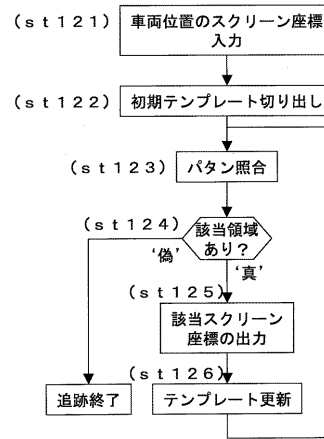 (st121)
車両位置のスクリーン座標
入力
(st122)
初期テンプレート切り出し
(st123)
パタン照合
(st124)
該当領域
あり?
'偽'
'真'
(st125)
該当スクリーン
座標の出力
(st126)
追跡終了
テンプレート更新